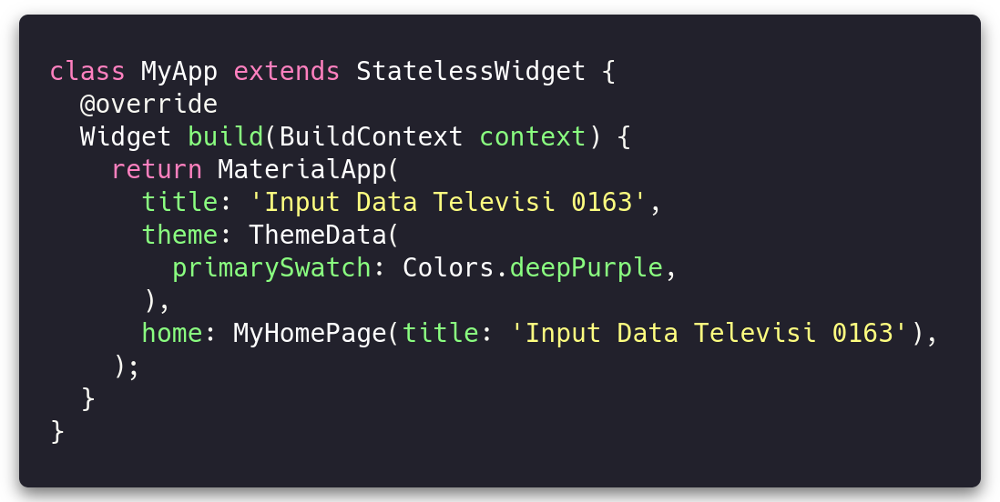 class MyApp extends StatelessWidget {
  @override
  Widget build(BuildContext context) {
    return MaterialApp(
      title: 'Input Data Televisi 0163',
      theme: ThemeData(
        primarySwatch: Colors.deepPurple,
      ),
      home: MyHomePage(title: 'Input Data Televisi 0163'),
    );
  }
}